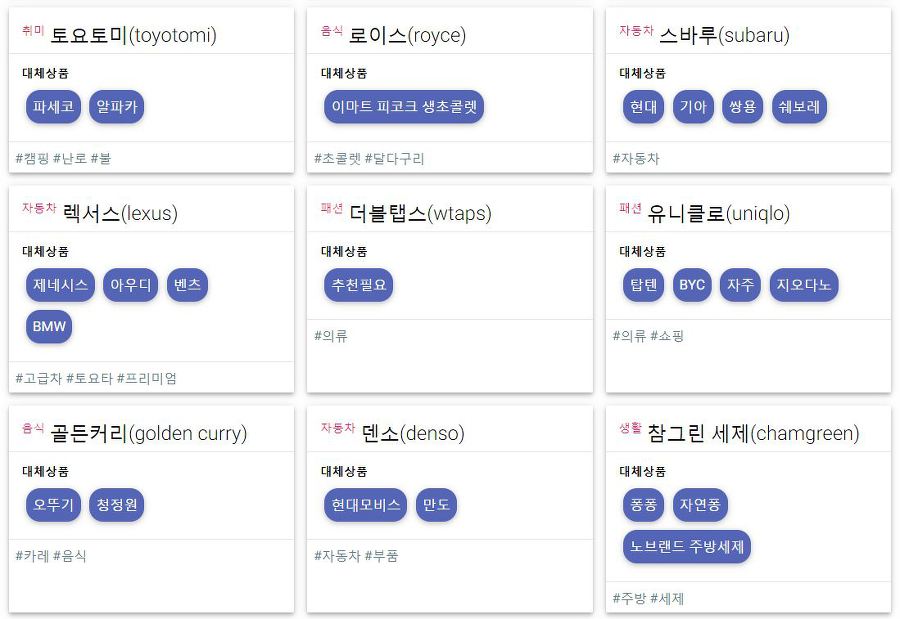 취미 토요토미(toyotomi)
대체상품
파세코 알파카
#캠핑 #난로 #불
음식 로이스(royce)
대체상품
이마트 피코크 생초콜렛
#초콜렛 #달다구리
자동차 스바루(subaru)
대체상품
현대 기아 쌍용 쉐보레
#자동차
자동차 렉서스(lexus)
대체상품
제네시스 아우디 벤츠
BMW
#고급차 #토요타 #프리미엄
패션 더블탭스(wtaps)
대체상품
추천필요
#의류
패션 유니클로(uniqlo)
대체상품
탑텐 BYC 자주 지오다노
#의류 #쇼핑
음식 골든커리(golden curry)
대체상품
오뚜기 청정원
#카레 #음식
자동차 덴소(denso)
대체상품
현대모비스 만도
#자동차 #부품
생활 참그린 세제(chamgreen)
대체상품
퐁퐁 자연퐁
노브랜드 주방세제
#주방 #세제